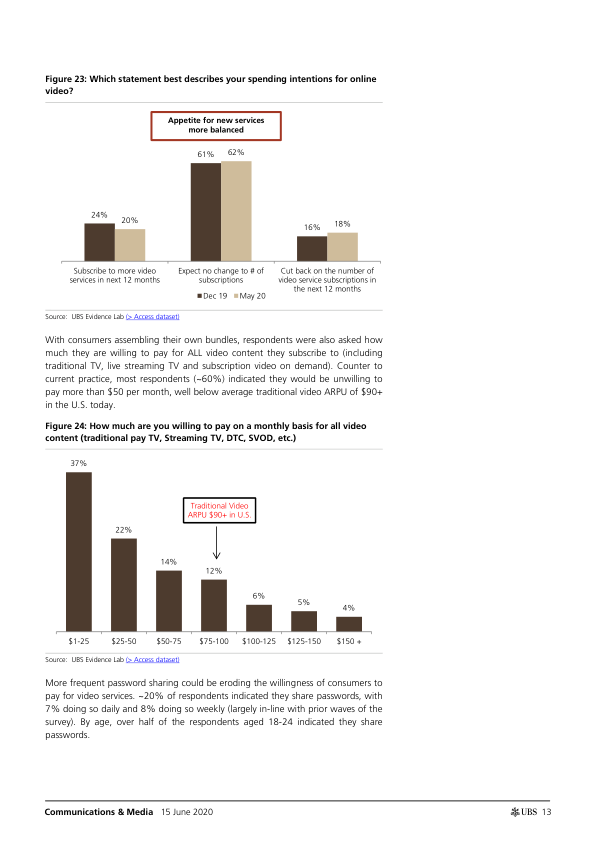 Figure 23: Which statement best describes your spending intentions for online
video?
Appetite for new services
more balanced
61%
62%
24%
20%
16%
18%
Subscribe to more video
services in next 12 months
Expect no change to # of
subscriptions
Cut back on the number of
video service subscriptions in
the next 12 months
Dec 19
May 20
Source: UBS Evidence Lab (> Access dataset)
With consumers assembling their own bundles, respondents were also asked how
much they are willing to pay for ALL video content they subscribe to (including
traditional TV, live streaming TV and subscription video on demand). Counter to
current practice, most respondents (~60%) indicated they would be unwilling to
pay more than $50 per month, well below average traditional video ARPU of $90+
in the U.S. today.
Figure 24: How much are you willing to pay on a monthly basis for all video
content (traditional pay TV, Streaming TV, DTC, SVOD, etc.)
37%
22%
14%
12%
6%
5%
4%
Traditional Video
ARPU $90+ in U.S.
$1-25
$25-50
$50-75
$75-100
$100-125
$125-150
$150 +
Source: UBS Evidence Lab (> Access dataset)
More frequent password sharing could be eroding the willingness of consumers to
pay for video services. ~20% of respondents indicated they share passwords, with
7% doing so daily and 8% doing so weekly (largely in-line with prior waves of the
survey). By age, over half of the respondents aged 18-24 indicated they share
passwords.
Communications & Media 15 June 2020
UBS 13